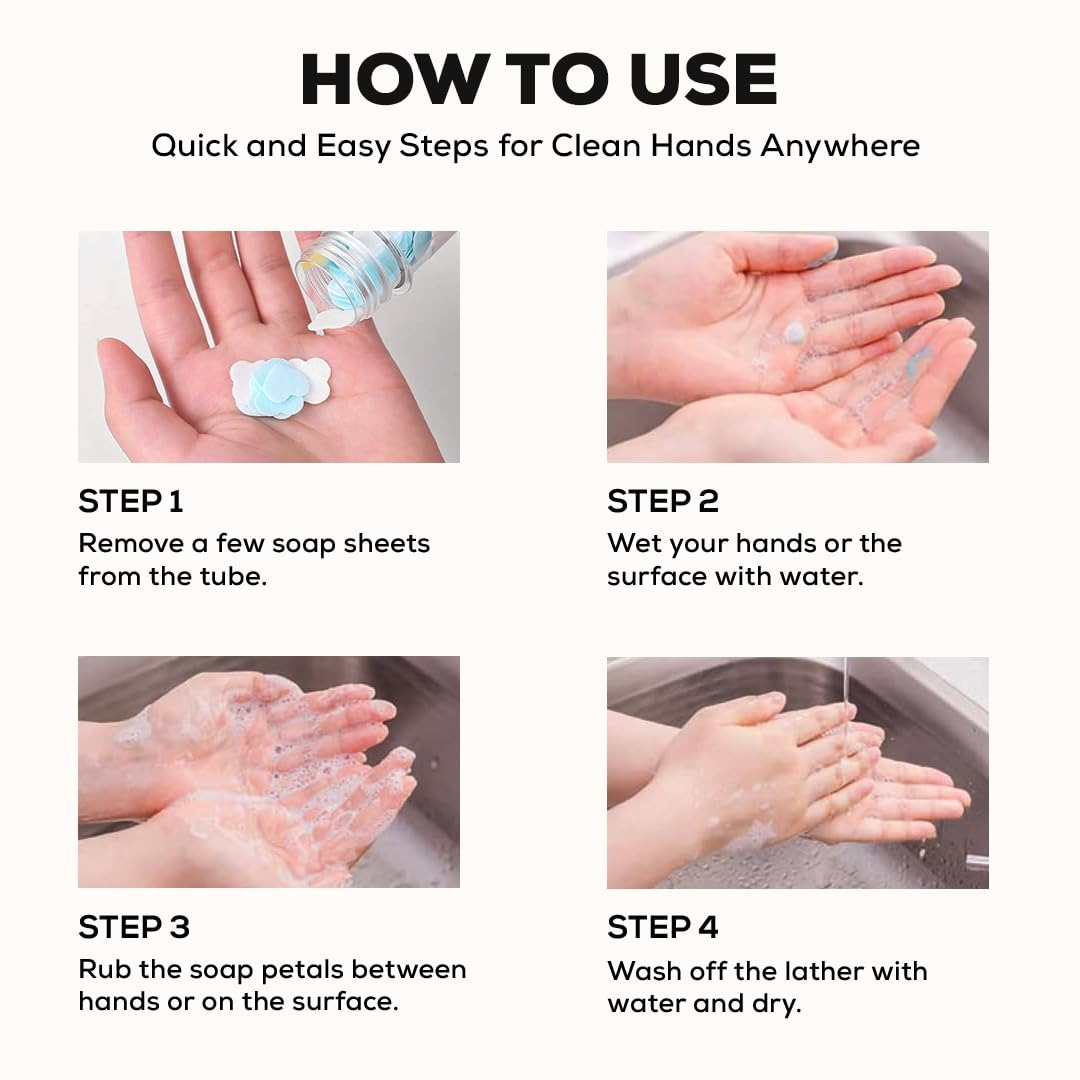 HOW TO USE
Quick and Easy Steps for Clean Hands Anywhere
STEP 1
Remove a few soap sheets
from the tube.
STEP 2
Wet your hands or the
surface with water.
STEP 3
Rub the soap petals between
hands or on the surface.
STEP 4
Wash off the lather with
water and dry.